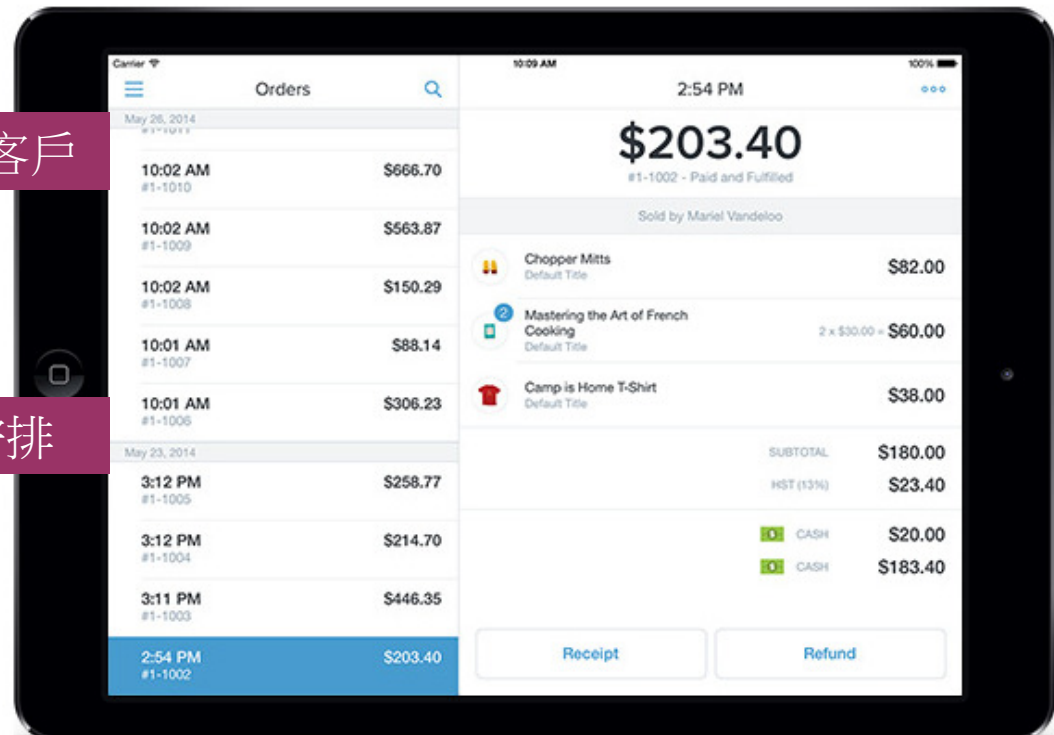 Carrier
10:09 AM
100%
Orders
2:54 PM
May 26, 2014
#1-1011
10:02 AM
$666.70
#1-1010
10:02 AM
$563.87
#1-1009
10:02 AM
$150.29
#1-1008
10:01 AM
$88.14
#1-1007
10:01 AM
$306.23
#1-1006
May 23, 2014
3:12 PM
$258.77
#1-1005
3:12 PM
$214.70
#1-1004
3:11 PM
$446.35
#1-1003
2:54 PM
$203.40
#1-1002
$203.40
#1-1002 - Paid and Fulfilled
Sold by Mariel Vandeloo
Chopper Mitts
Default Title
$82.00
2
Mastering the Art of French
Cooking
Default Title
2 x $30.00 = $60.00
Camp is Home T-Shirt
Default Title
$38.00
SUBTOTAL $180.00
HST (13%) $23.40
CASH $20.00
CASH $183.40
Receipt
Refund
客戶
排